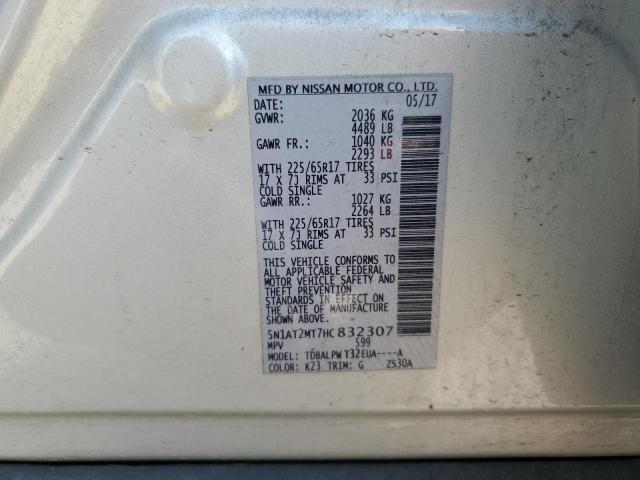 MFD BY NISSAN MOTOR CO., LTD.
DATE: 05/17
GVWR: 2036 KG
4489 LB
GAWR FR.: 1040 KG
2293 LB
WITH 225/65R17 TIRES
17 X 7J RIMS AT 33 PSI
COLD SINGLE
GAWR RR.: 1027 KG
2264 LB
WITH 225/65R17 TIRES
17 X 7J RIMS AT 33 PSI
COLD SINGLE
THIS VEHICLE CONFORMS TO
ALL APPLICABLE FEDERAL
MOTOR VEHICLE SAFETY AND
THEFT PREVENTION
STANDARDS IN EFFECT ON
THE DATE OF MANUFACTURE
SHOWN ABOVE.
5N1AT2MT7HC832307
MPV 599
MODEL: TDBALPW T32EUA----A
COLOR: K23 TRIM: G ZS30A